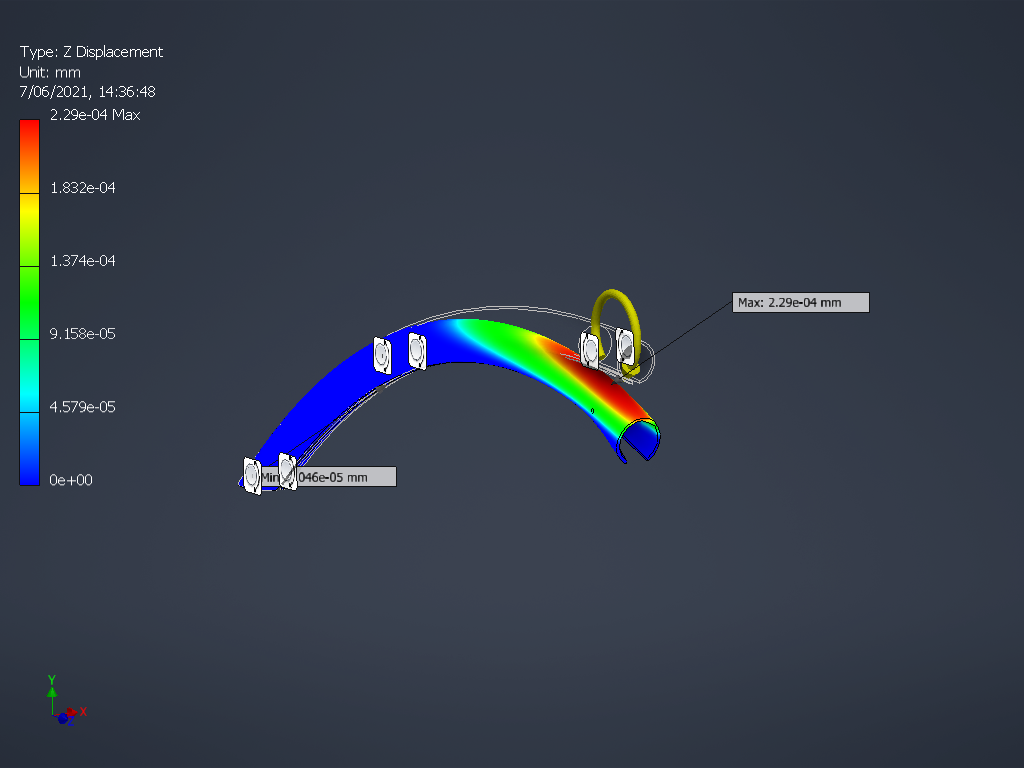 Type: Z Displacement
Unit: mm
7/06/2021, 14:36:48
2.29e-04 Max
1.832e-04
1.374e-04
9.158e-05
4.579e-05
0e+00
Max: 2.29e-04 mm
Min 046e-05 mm
Y
X
Z